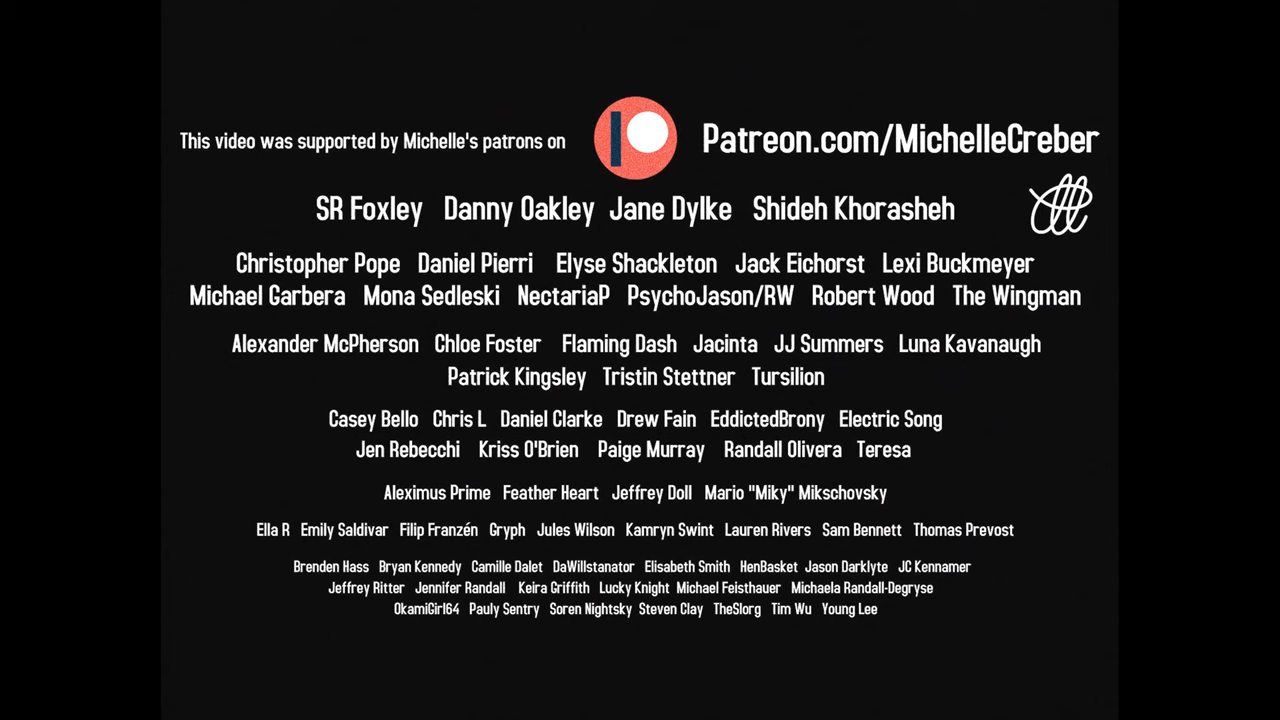 This video was supported by Michelle's patrons on Patreon.com/MichelleCreber
SR Foxley Danny Oakley Jane Dylke Shideh Khorasheh
Christopher Pope Daniel Pierri Elyse Shackleton Jack Eichorst Lexi Buckmeyer
Michael Garbera Mona Sedleski NectariaP PsychoJason/RW Robert Wood The Wingman
Alexander McPherson Chloe Foster Flaming Dash Jacinta JJ Summers Luna Kavanaugh
Patrick Kingsley Tristin Stettner Tursilion
Casey Bello Chris L Daniel Clarke Drew Fain EddictedBrony Electric Song
Jen Rebecchi Kriss O'Brien Paige Murray Randall Olivera Teresa
Aleximus Prime Feather Heart Jeffrey Doll Mario "Miky" Mikschovsky
Ella R Emily Saldivar Filip Franzén Gryph Jules Wilson Kamryn Swint Lauren Rivers Sam Bennett Thomas Prevost
Brenden Hass Bryan Kennedy Camille Dalet DaWillstanator Elisabeth Smith HenBasket Jason Darklyte JC Kennamer
Jeffrey Ritter Jennifer Randall Keira Griffith Lucky Knight Michael Feisthauer Michaela Randall-Degryse
OkamiGirl64 Pauly Sentry Soren Nightsky Steven Clay TheSlorg Tim Wu Young Lee